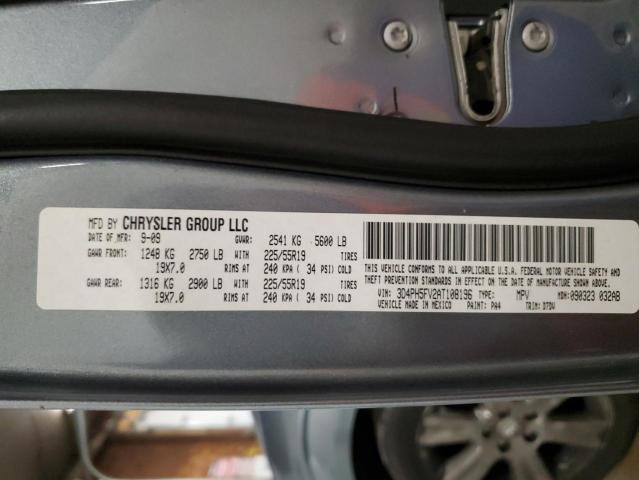 MFD BY CHRYSLER GROUP LLC
DATE OF MFR: 9-09 GVWR: 2541 KG 5600 LB
GAWR FRONT: 1248 KG 2750 LB WITH 225/55R19 TIRES
19X7.0 RIMS AT 240 KPA ( 34 PSI) COLD
GAWR REAR: 1316 KG 2900 LB WITH 225/55R19 TIRES
19X7.0 RIMS AT 240 KPA ( 34 PSI) COLD
THIS VEHICLE CONFORMS TO ALL APPLICABLE U.S.A. FEDERAL MOTOR VEHICLE SAFETY AND
THEFT PREVENTION STANDARDS IN EFFECT ON THE DATE OF MANUFACTURE SHOWN ABOVE.
VIN: 3D4PH5FV2AT108196 TYPE: MPV MDH: 090323 032AB
VEHICLE MADE IN MEXICO PAINT: PA4 TRIM: D7DV